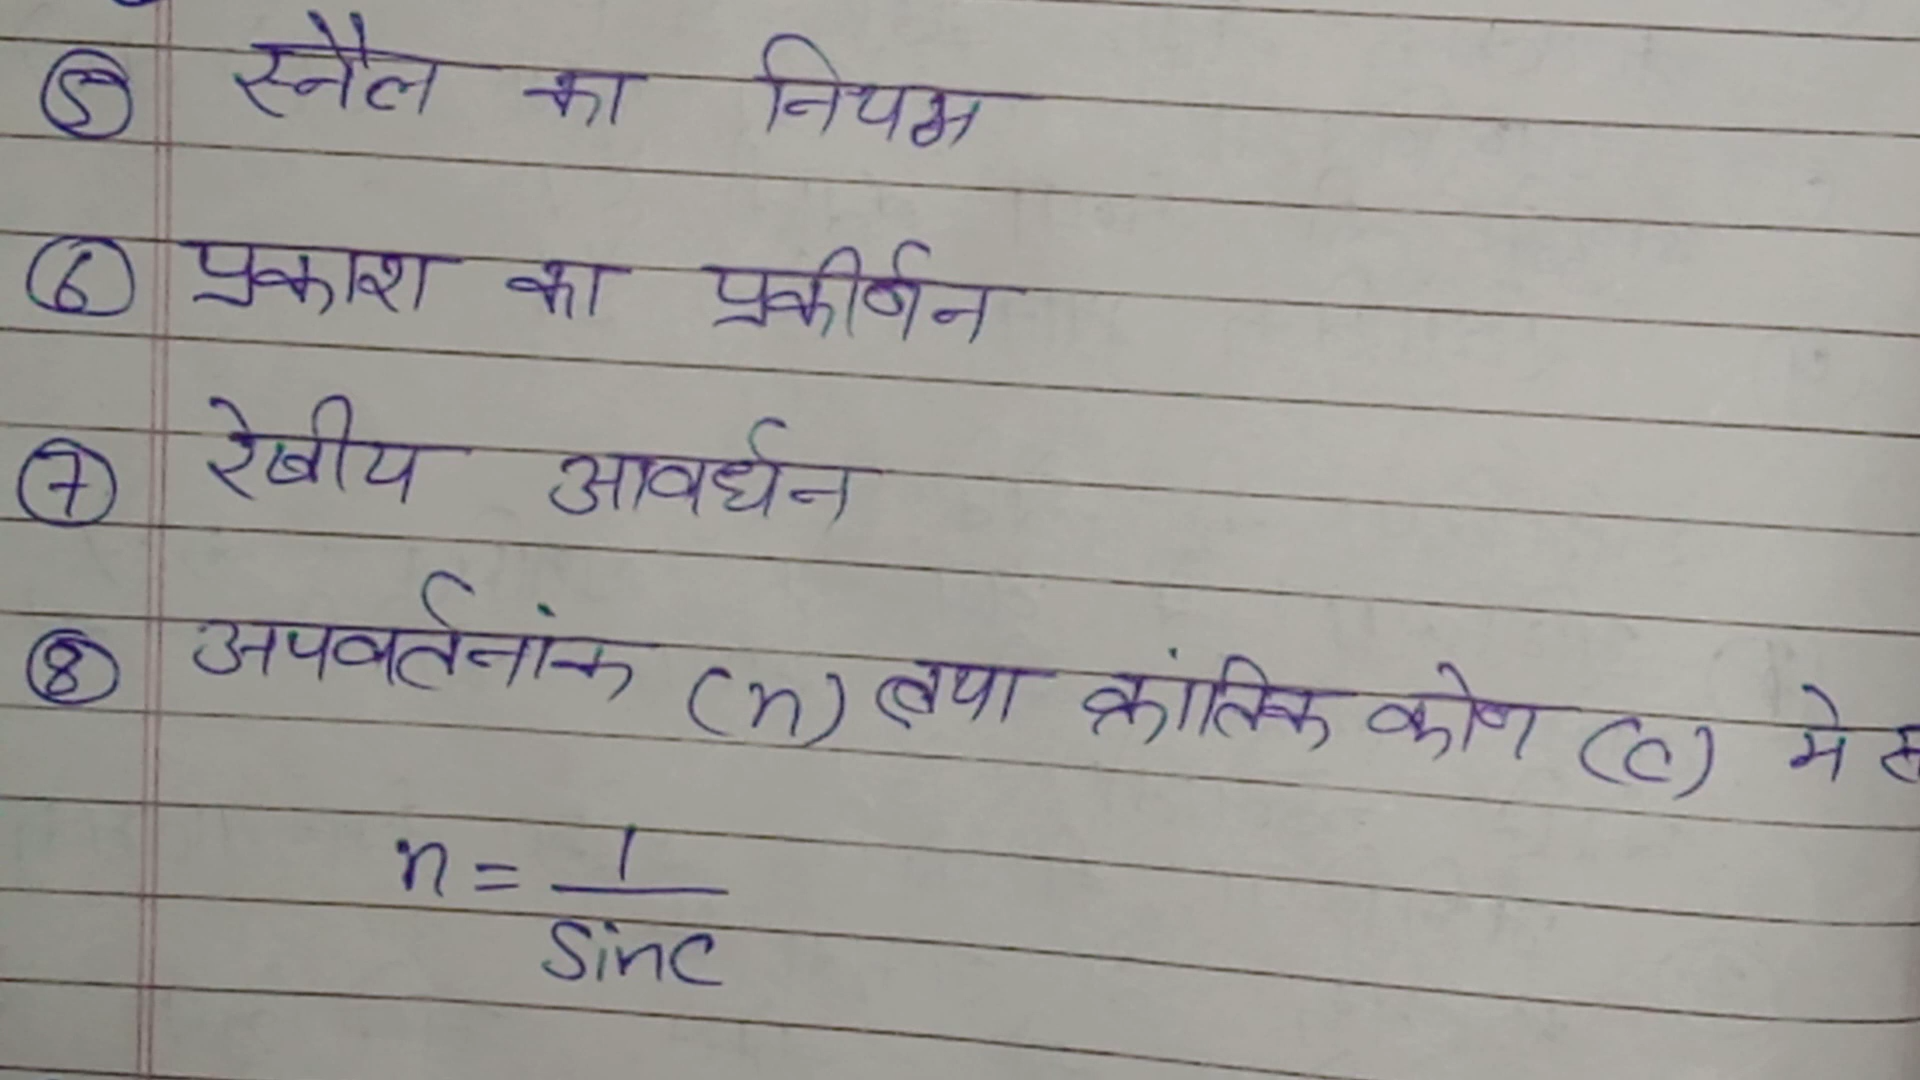 ⑤ स्नैल का नियम
⑥ प्रकाश का प्रकीर्णन
⑦ रेखीय आवर्धन
⑧ अपवर्तनांक (n) तथा क्रांतिक कोण (c) मे
n = 1/sinc